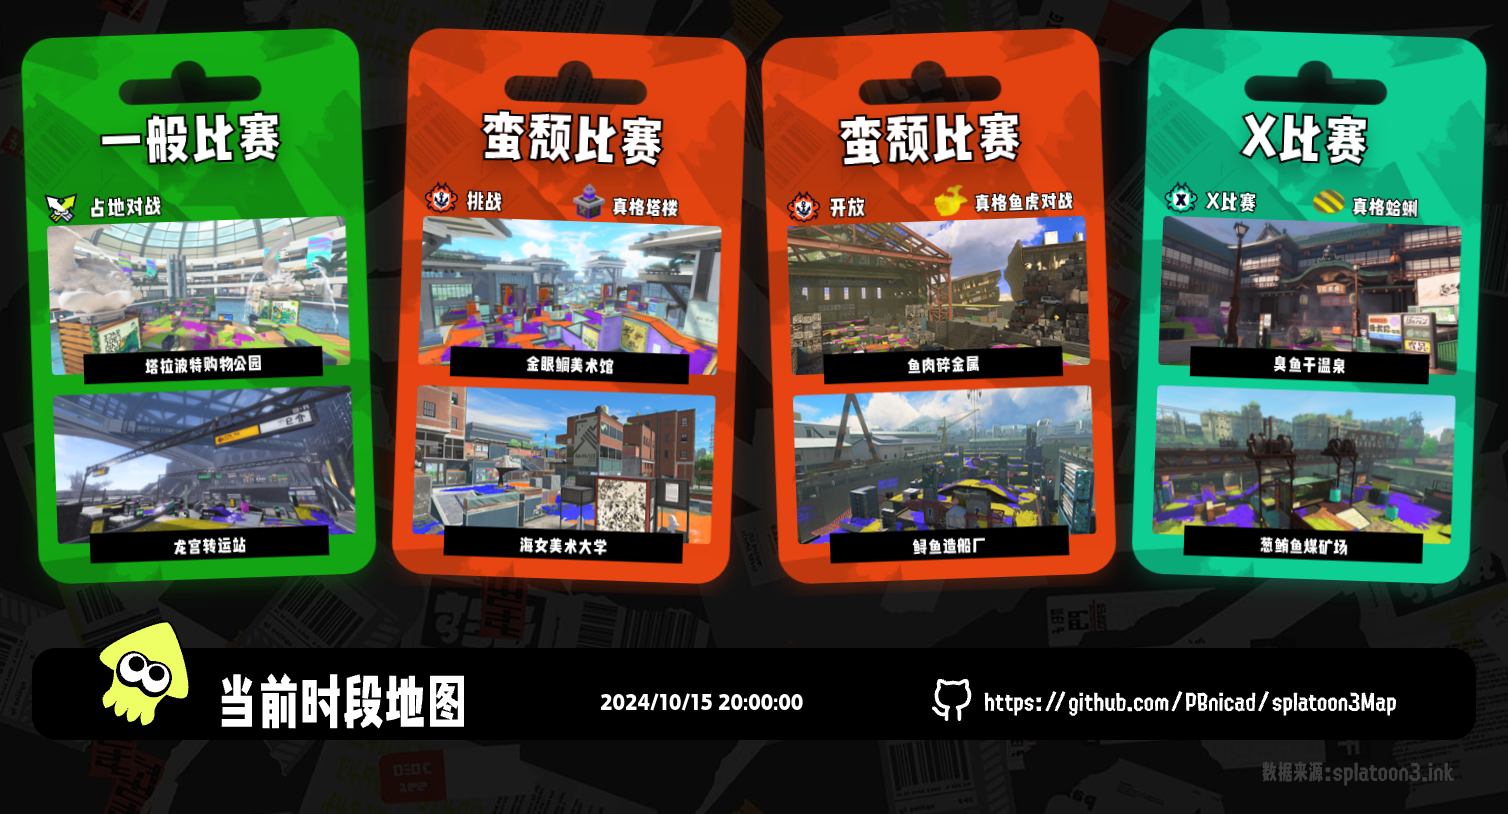 一般比赛
占地对战
塔拉波特购物公园
龙宫转运站
蛮颓比赛
挑战
真格塔楼
金眼鲷美术馆
海女美术大学
蛮颓比赛
开放
真格鱼虎对战
鱼肉碎金属
鲟鱼造船厂
X比赛
X比赛
真格蛤蜊
臭鱼干温泉
葱鲔鱼煤矿场
当前时段地图
2024/10/15 20:00:00
https://github.com/PBnicad/splatoon3Map
数据来源:splatoon3.ink